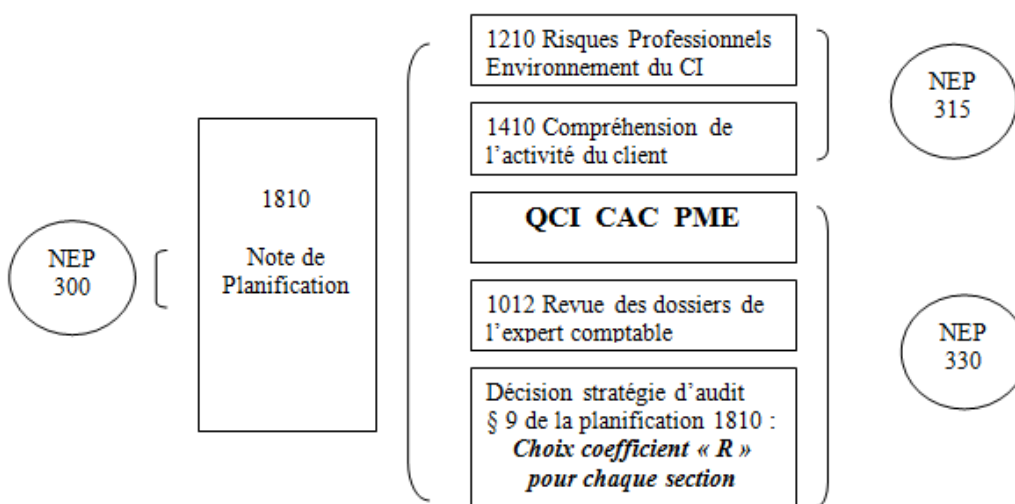 NEP
300
1810
Note de
Planification
1210 Risques Professionnels
Environnement du CI
1410 Compréhension de
l'activité du client
QCI CAC PME
1012 Revue des dossiers de
l'expert comptable
Décision stratégie d'audit
§ 9 de la planification 1810 :
Choix coefficient « R »
pour chaque section
NEP
315
NEP
330